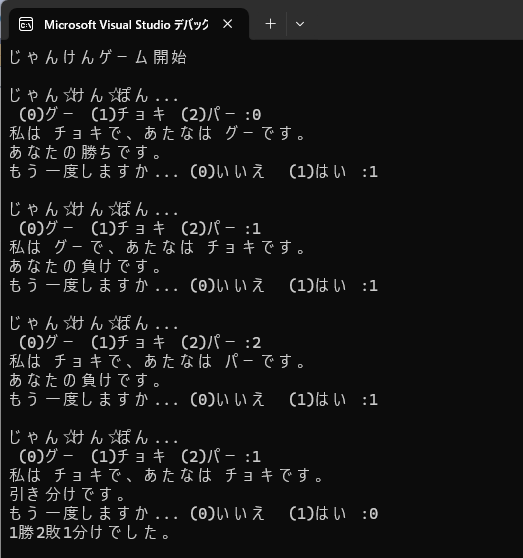 Microsoft Visual Studio デバッグ
じゃんけんゲーム開始
じゃん☆けん☆ぽん...
(0)グー (1)チョキ (2)パー:0
私は チョキで、あたなは グーです。
あなたの勝ちです。
もう一度しますか... (0)いいえ (1)はい :1
じゃん☆けん☆ぽん...
(0)グー (1)チョキ (2)パー:1
私は グーで、あたなは チョキです。
あなたの負けです。
もう一度しますか... (0)いいえ (1)はい :1
じゃん☆けん☆ぽん...
(0)グー (1)チョキ (2)パー:2
私は チョキで、あたなは パーです。
あなたの負けです。
もう一度しますか... (0)いいえ (1)はい :1
じゃん☆けん☆ぽん...
(0)グー (1)チョキ (2)パー:1
私は チョキで、あたなは チョキです。
引き分けです。
もう一度しますか... (0)いいえ (1)はい :0
1勝2敗1分けでした。